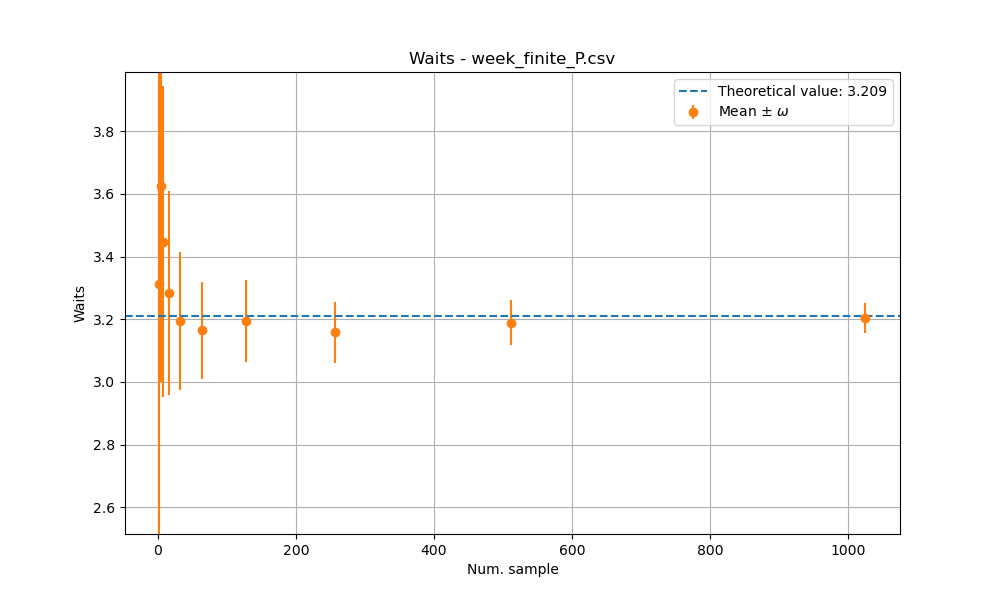 Waits - week_finite_P.csv
Theoretical value: 3.209
Mean ± ω
3.8
3.6
3.4
3.2
3.0
2.8
2.6
Waits
0 200 400 600 800 1000
Num. sample